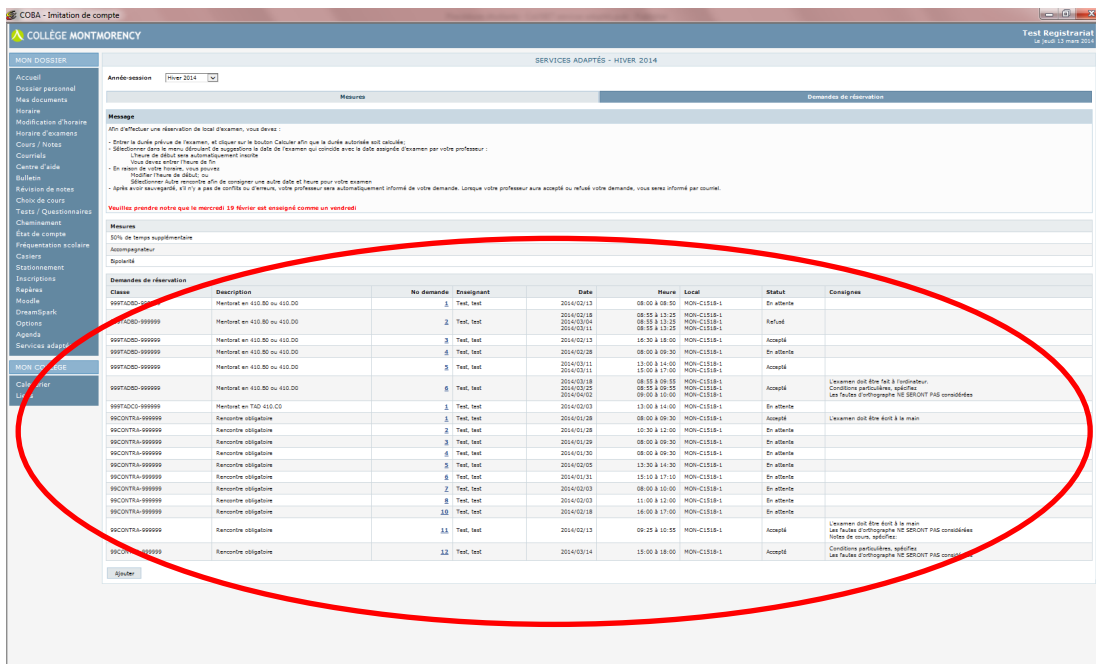 COBA - Imitation de compte
COLLÈGE MONTMORENCY
Test Registrariat
Le jeudi 13 mars 2014
MON DOSSIER
Accueil
Dossier personnel
Mes documents
Horaire
Modification d'horaire
Horaire d'examens
Cours / Notes
Courriels
Centre d'aide
Bulletin
Révision de notes
Choix de cours
Tests / Questionnaires
Cheminement
État de compte
Fréquentation scolaire
Casiers
Stationnement
Inscriptions
Repères
Moodle
DreamSpark
Options
Agenda
Services adaptés
MON COLLÈGE
Calendrier
SERVICES ADAPTÉS - HIVER 2014
Année-session Hiver 2014
Mesures Demandes de réservation
Message
Afin d'effectuer une réservation de local d'examen, vous devez :
- Entrer la durée prévue de l'examen, et cliquer sur le bouton Calculer afin que la durée autorisée soit calculée;
- Sélectionner dans le menu déroulant de suggestions la date de l'examen qui coincide avec la date assignée d'examen par votre professeur :
L'heure de début sera automatiquement inscrite
Vous devez entrer l'heure de fin
- En raison de votre horaire, vous pouvez
Modifier l'heure de début; ou
Sélectionner Autre rencontre afin de consigner une autre date et heure pour votre examen
- Après avoir sauvegardé, s'il n'y a pas de conflits ou d'erreurs, votre professeur sera automatiquement informé de votre demande. Lorsque votre professeur aura accepté ou refusé votre demande, vous serez informé par courriel.
Veuillez prendre notre que le mercredi 19 février est enseigné comme un vendredi
Mesures
50% de temps supplémentaire
Accompagnateur
Bipolarité
Demandes de réservation
Classe Description No demande Enseignant Date Heure Local Statut Consignes
999TADBD-999999 Mentorat en 410.B0 ou 410.D0 1 Test, test 2014/02/13 08:00 à 08:50 MON-C1518-1 En attente
2014/02/18 08:55 à 13:25 MON-C1518-1
999TADBD-999999 Mentorat en 410.B0 ou 410.D0 2 Test, test 2014/03/04 08:55 à 13:25 MON-C1518-1 Refusé
2014/03/11 08:55 à 13:25 MON-C1518-1
999TADBD-999999 Mentorat en 410.B0 ou 410.D0 3 Test, test 2014/02/13 16:30 à 18:00 MON-C1518-1 Accepté
999TADBD-999999 Mentorat en 410.B0 ou 410.D0 4 Test, test 2014/02/28 08:00 à 09:30 MON-C1518-1 En attente
999TADBD-999999 Mentorat en 410.B0 ou 410.D0 5 Test, test 2014/03/11 13:00 à 14:00 MON-C1518-1 Accepté
2014/03/11 15:00 à 17:00 MON-C1518-1
2014/03/18 08:55 à 09:55 MON-C1518-1 L'examen doit être fait à l'ordinateur.
999TADBD-999999 Mentorat en 410.B0 ou 410.D0 6 Test, test 2014/03/25 08:55 à 09:55 MON-C1518-1 Accepté Conditions particulières, spécifiez
2014/04/02 09:00 à 10:00 MON-C1518-1 Les fautes d'orthographe NE SERONT PAS considérées
999TADC0-999999 Mentorat en TAD 410.C0 1 Test, test 2014/02/03 13:00 à 14:00 MON-C1518-1 En attente
99CONTRA-999999 Rencontre obligatoire 1 Test, test 2014/01/28 08:00 à 09:30 MON-C1518-1 Accepté L'examen doit être écrit à la main
99CONTRA-999999 Rencontre obligatoire 2 Test, test 2014/01/28 10:30 à 12:00 MON-C1518-1 En attente
99CONTRA-999999 Rencontre obligatoire 3 Test, test 2014/01/29 08:00 à 09:30 MON-C1518-1 En attente
99CONTRA-999999 Rencontre obligatoire 4 Test, test 2014/01/30 08:00 à 09:30 MON-C1518-1 En attente
99CONTRA-999999 Rencontre obligatoire 5 Test, test 2014/02/05 13:30 à 14:30 MON-C1518-1 En attente
99CONTRA-999999 Rencontre obligatoire 6 Test, test 2014/01/31 15:10 à 17:10 MON-C1518-1 En attente
99CONTRA-999999 Rencontre obligatoire 7 Test, test 2014/02/03 08:00 à 10:00 MON-C1518-1 En attente
99CONTRA-999999 Rencontre obligatoire 8 Test, test 2014/02/03 11:00 à 12:00 MON-C1518-1 En attente
99CONTRA-999999 Rencontre obligatoire 10 Test, test 2014/02/18 16:00 à 17:00 MON-C1518-1 En attente
L'examen doit être écrit à la main
99CONTRA-999999 Rencontre obligatoire 11 Test, test 2014/02/13 09:25 à 10:55 MON-C1518-1 Accepté Les fautes d'orthographe NE SERONT PAS considérées
Notes de cours, spécifiez:
99CONTRA-999999 Rencontre obligatoire 12 Test, test 2014/03/14 15:00 à 18:00 MON-C1518-1 Accepté Conditions particulières, spécifiez
Les fautes d'orthographe NE SERONT PAS considérées
Ajouter